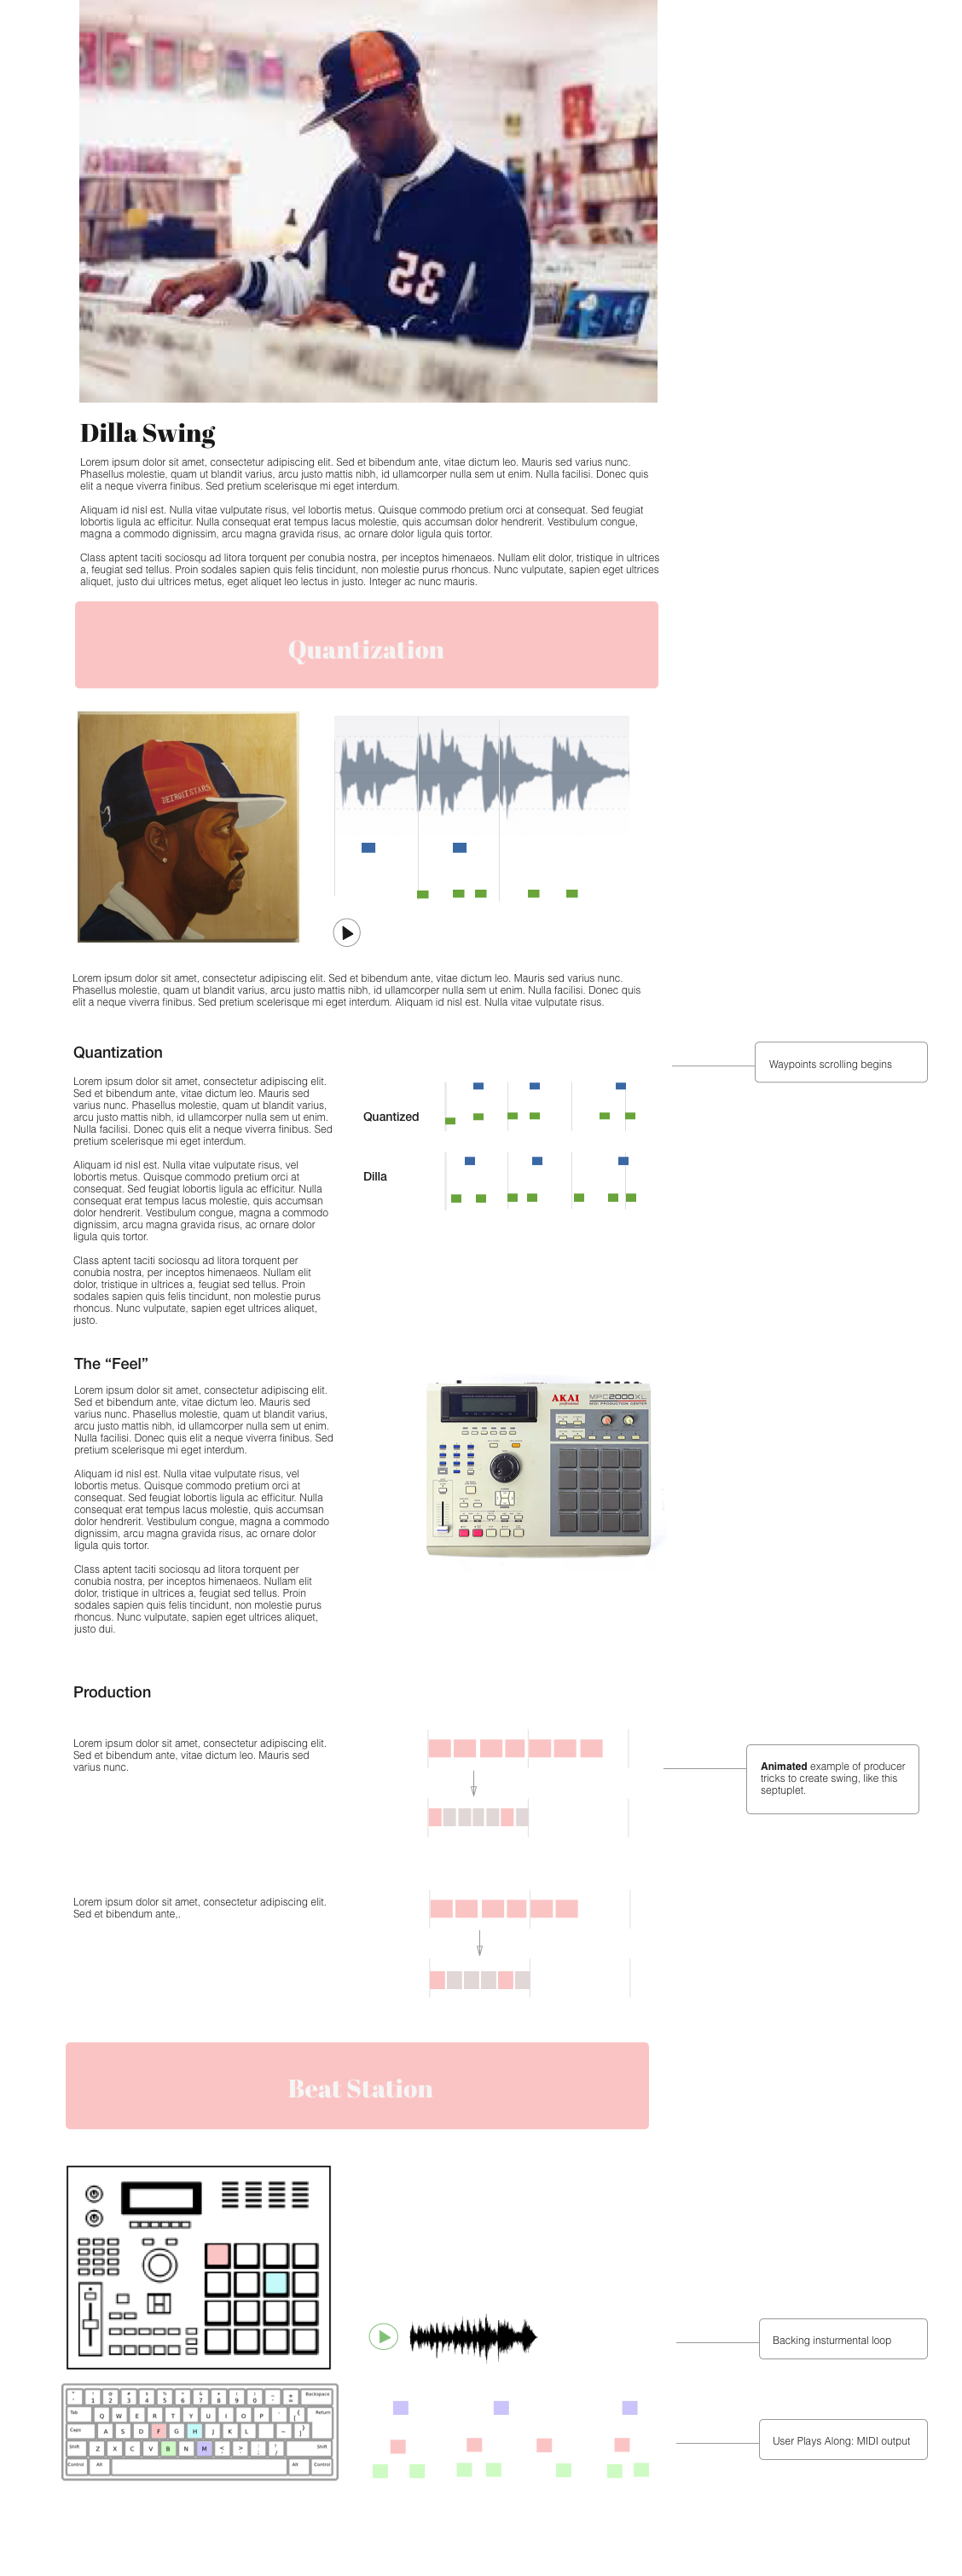 35
Dilla Swing
Lorem ipsum dolor sit amet, consectetur adipiscing elit. Sed et bibendum ante, vitae dictum leo. Mauris sed varius nunc.
Phasellus molestie, quam ut blandit varius, arcu justo mattis nibh, id ullamcorper nulla sem ut enim. Nulla facilisi. Donec quis
elit a neque viverra finibus. Sed pretium scelerisque mi eget interdum.
Aliquam id nisl est. Nulla vitae vulputate risus, vel lobortis metus. Quisque commodo pretium orci at consequat. Sed feugiat
lobortis ligula ac efficitur. Nulla consequat erat tempus lacus molestie, quis accumsan dolor hendrerit. Vestibulum congue,
magna a commodo dignissim, arcu magna gravida risus, ac ornare dolor ligula quis tortor.
Class aptent taciti sociosqu ad litora torquent per conubia nostra, per inceptos himenaeos. Nullam elit dolor, tristique in ultrices
a, feugiat sed tellus. Proin sodales sapien quis felis tincidunt, non molestie purus rhoncus. Nunc vulputate, sapien eget ultrices
aliquet, justo dui ultrices metus, eget aliquet leo lectus in justo. Integer ac nunc mauris.
Quantization
DETROIT STARS
Lorem ipsum dolor sit amet, consectetur adipiscing elit. Sed et bibendum ante, vitae dictum leo. Mauris sed varius nunc.
Phasellus molestie, quam ut blandit varius, arcu justo mattis nibh, id ullamcorper nulla sem ut enim. Nulla facilisi. Donec quis
elit a neque viverra finibus. Sed pretium scelerisque mi eget interdum. Aliquam id nisl est. Nulla vitae vulputate risus.
Quantization
Waypoints scrolling begins
Lorem ipsum dolor sit amet, consectetur adipiscing elit.
Sed et bibendum ante, vitae dictum leo. Mauris sed
varius nunc. Phasellus molestie, quam ut blandit varius,
arcu justo mattis nibh, id ullamcorper nulla sem ut enim.
Nulla facilisi. Donec quis elit a neque viverra finibus. Sed
pretium scelerisque mi eget interdum.
Aliquam id nisl est. Nulla vitae vulputate risus, vel
lobortis metus. Quisque commodo pretium orci at
consequat. Sed feugiat lobortis ligula ac efficitur. Nulla
consequat erat tempus lacus molestie, quis accumsan
dolor hendrerit. Vestibulum congue, magna a commodo
dignissim, arcu magna gravida risus, ac ornare dolor
ligula quis tortor.
Class aptent taciti sociosqu ad litora torquent per
conubia nostra, per inceptos himenaeos. Nullam elit
dolor, tristique in ultrices a, feugiat sed tellus. Proin
sodales sapien quis felis tincidunt, non molestie purus
rhoncus. Nunc vulputate, sapien eget ultrices aliquet,
justo.
Quantized
Dilla
The “Feel”
Lorem ipsum dolor sit amet, consectetur adipiscing elit.
Sed et bibendum ante, vitae dictum leo. Mauris sed
varius nunc. Phasellus molestie, quam ut blandit varius,
arcu justo mattis nibh, id ullamcorper nulla sem ut enim.
Nulla facilisi. Donec quis elit a neque viverra finibus. Sed
pretium scelerisque mi eget interdum.
Aliquam id nisl est. Nulla vitae vulputate risus, vel
lobortis metus. Quisque commodo pretium orci at
consequat. Sed feugiat lobortis ligula ac efficitur. Nulla
consequat erat tempus lacus molestie, quis accumsan
dolor hendrerit. Vestibulum congue, magna a commodo
dignissim, arcu magna gravida risus, ac ornare dolor
ligula quis tortor.
Class aptent taciti sociosqu ad litora torquent per
conubia nostra, per inceptos himenaeos. Nullam elit
dolor, tristique in ultrices a, feugiat sed tellus. Proin
sodales sapien quis felis tincidunt, non molestie purus
rhoncus. Nunc vulputate, sapien eget ultrices aliquet,
justo dui.
AKAI
professional
MPC2000XL
MIDI PRODUCTION CENTER
Production
Lorem ipsum dolor sit amet, consectetur adipiscing elit.
Sed et bibendum ante, vitae dictum leo. Mauris sed
varius nunc.
Animated example of producer
tricks to create swing, like this
septuplet.
Lorem ipsum dolor sit amet, consectetur adipiscing elit.
Sed et bibendum ante,.
Beat Station
Backing insturmental loop
1 2 3 4 5 6 7 8 9 0 Backspace
Tab Q W E R T Y U I O P Return
Caps A S D F G H J K L
Shift Z X C V B N M Shift
Control Alt Alt Control
User Plays Along: MIDI output